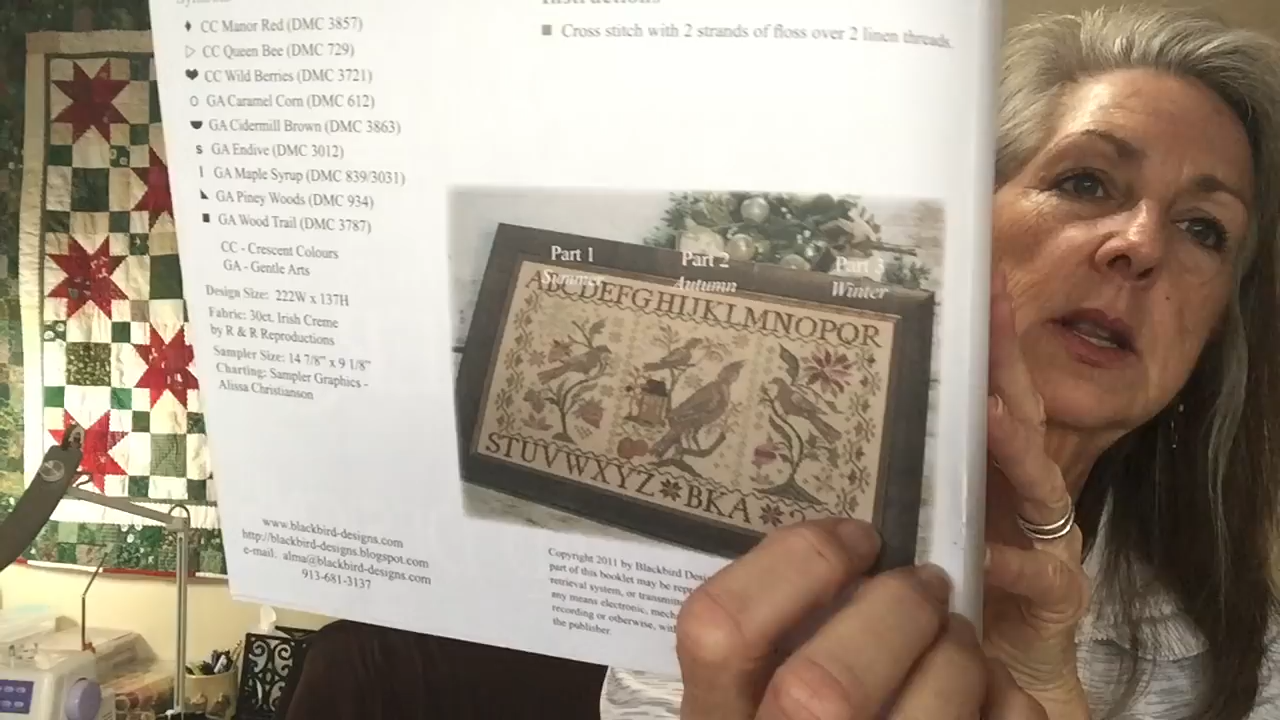 Instructions
CC Manor Red (DMC 3857)
CC Queen Bee (DMC 729)
CC Wild Berries (DMC 3721)
GA Caramel Corn (DMC 612)
GA Cidermill Brown (DMC 3863)
s GA Endive (DMC 3012)
GA Maple Syrup (DMC 839/3031)
GA Piney Woods (DMC 934)
GA Wood Trail (DMC 3787)
CC - Crescent Colours
GA - Gentle Arts
Design Size: 222W x 137H
Fabric: 30ct. Irish Creme
by R & R Reproductions
Sampler Size: 14 7/8" x 9 1/8"
Charting: Sampler Graphics -
Alissa Christianson
www.blackbird-designs.com
http://blackbird-designs.blogspot.com
e-mail. alma@blackbird-designs.com
913-681-3137
■ Cross stitch with 2 strands of floss over 2 linen threads.
Part 1
Summer
Part 2
Autumn
Part 3
Winter
ABCDEFGHIJKLMNOPQR
STUVWXYZ BKA
Copyright 2011 by Blackbird
part of this booklet may be
retrieval system, or
any means electronic,
recording or otherwise,
the publisher.